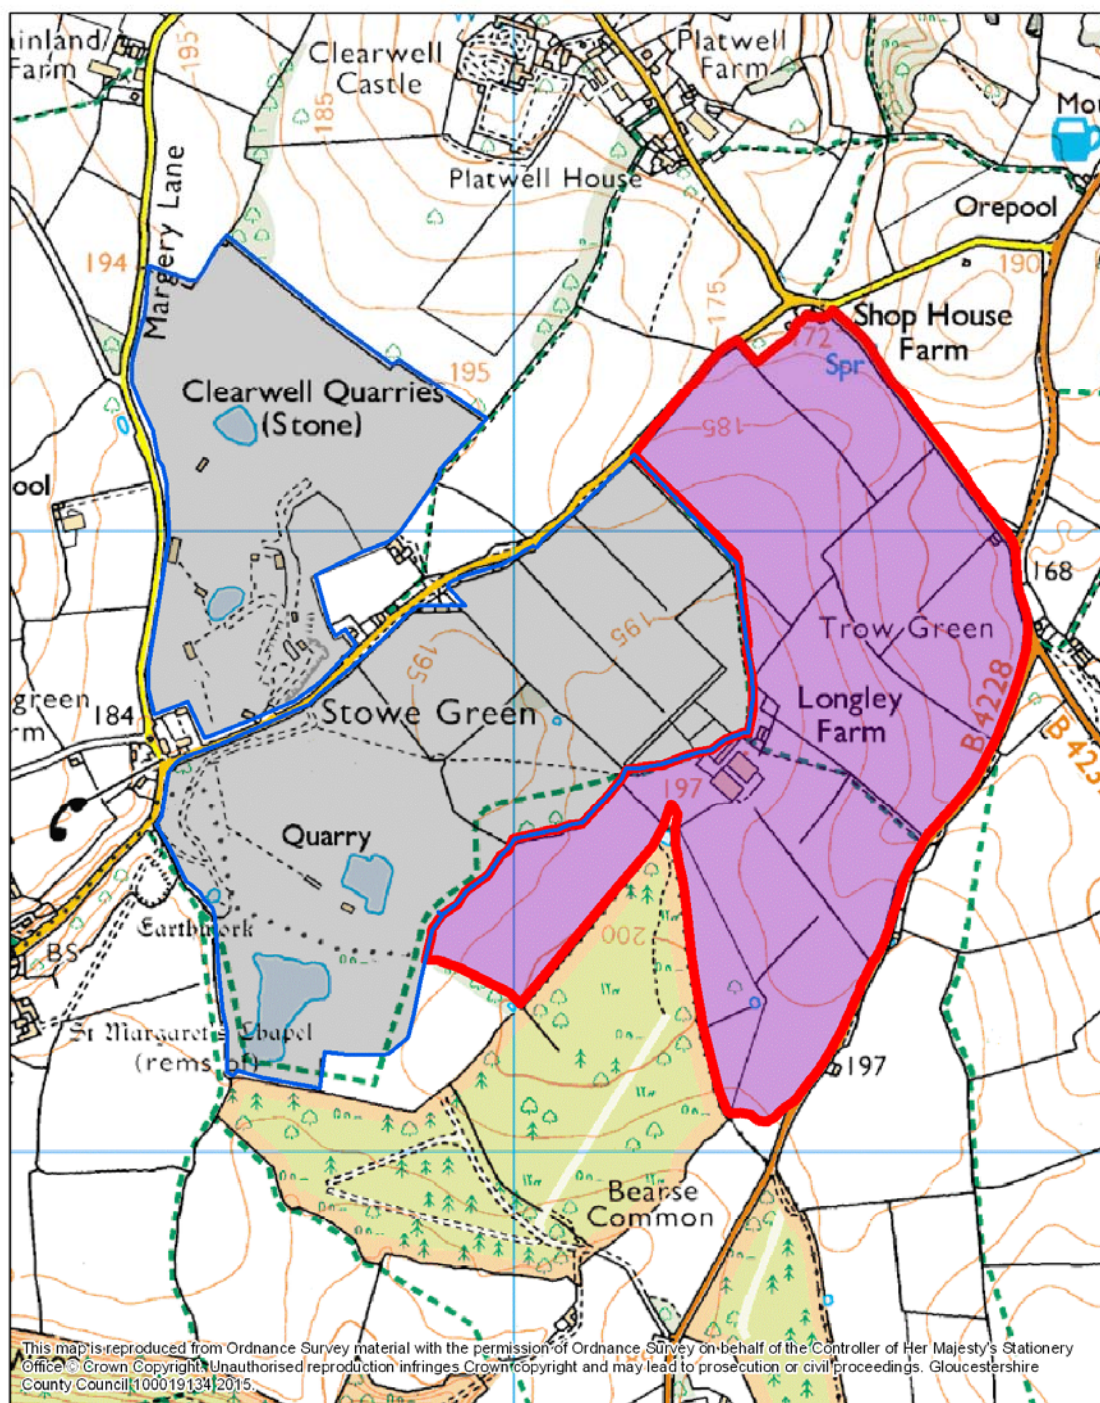 ainland
Farm
195
Clearwell
Castle
185
Platwell
Farm
Mou
Platwell House
Margery Lane
Orepool
194
190
175
Shop House
Farm
172
Spr
195
Clearwell Quarries
(Stone)
185
ool
168
195
195
Trow Green
green
rm
184
Stowe Green
Longley
Farm
B 4228
B 423
197
Quarry
Earthwork
BS
200
St Margaret's Chapel
(rems of)
197
Bearse
Common
This map is reproduced from Ordnance Survey material with the permission of Ordnance Survey on behalf of the Controller of Her Majesty's Stationery
Office © Crown Copyright. Unauthorised reproduction infringes Crown copyright and may lead to prosecution or civil proceedings. Gloucestershire
County Council 100019134 2015.